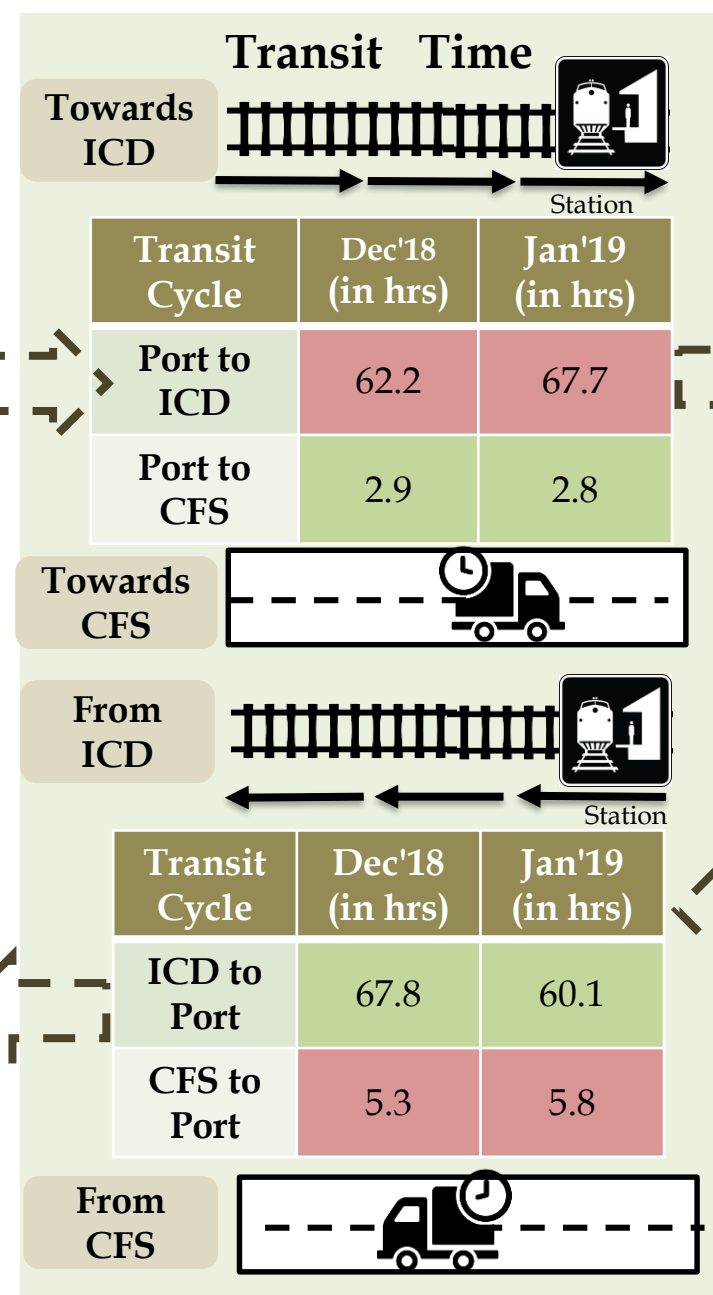 Transit Time
Towards
ICD
Station
Transit
Cycle
Dec'18
(in hrs)
Jan'19
(in hrs)
Port to
ICD
62.2
67.7
Port to
CFS
2.9
2.8
Towards
CFS
From
ICD
Station
Transit
Cycle
Dec'18
(in hrs)
Jan'19
(in hrs)
ICD to
Port
67.8
60.1
CFS to
Port
5.3
5.8
From
CFS